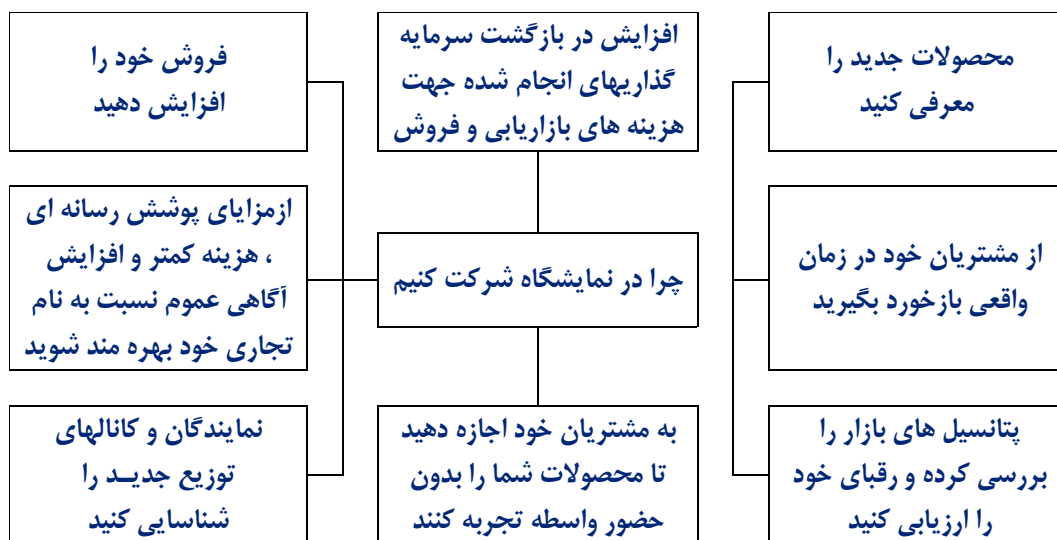 محصولات جدید را
معرفی کنید
افزایش در بازگشت سرمایه
گذاریهای انجام شده جهت
هزینه های بازاریابی و فروش
فروش خود را
افزایش دهید
از مشتریان خود در زمان
واقعی بازخورد بگیرید
چرا در نمایشگاه شرکت کنیم
ازمزایای پوشش رسانه ای
، هزینه کمتر و افزایش
آگاهی عموم نسبت به نام
تجاری خود بهره مند شوید
پتانسیل های بازار را
بررسی کرده و رقبای خود
را ارزیابی کنید
به مشتریان خود اجازه دهید
تا محصولات شما را بدون
حضور واسطه تجربه کنند
نمایندگان و کانالهای
توزیع جدیـد را
شناسایی کنید